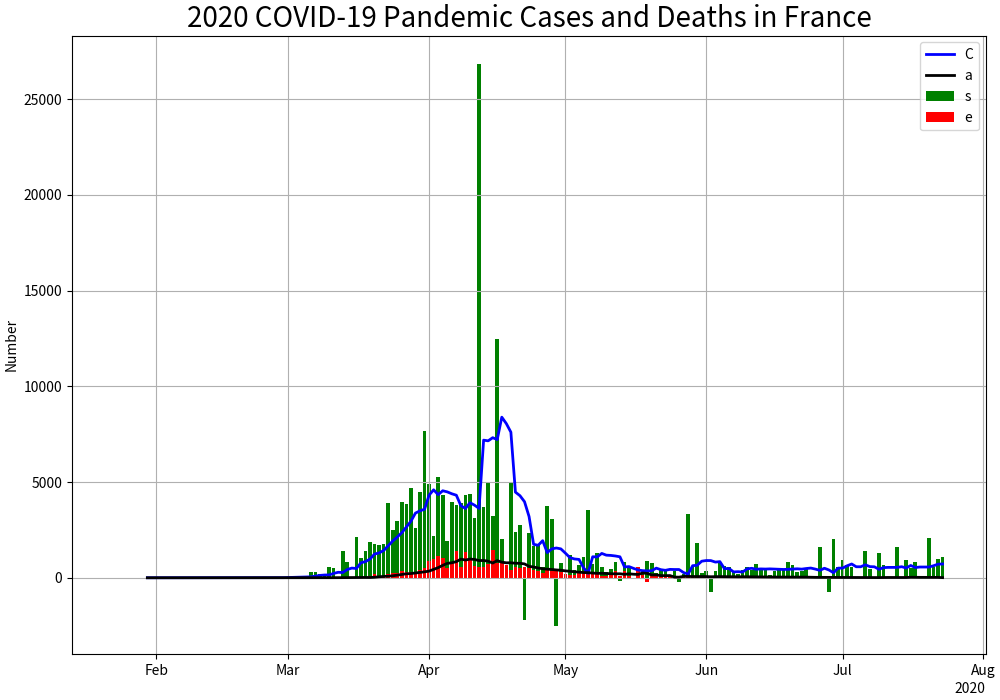 2020 COVID-19 Pandemic Cases and Deaths in France
C
a
s
e
Number
25000
20000
15000
10000
5000
0
Feb
Mar
Apr
May
Jun
Jul
Aug
2020